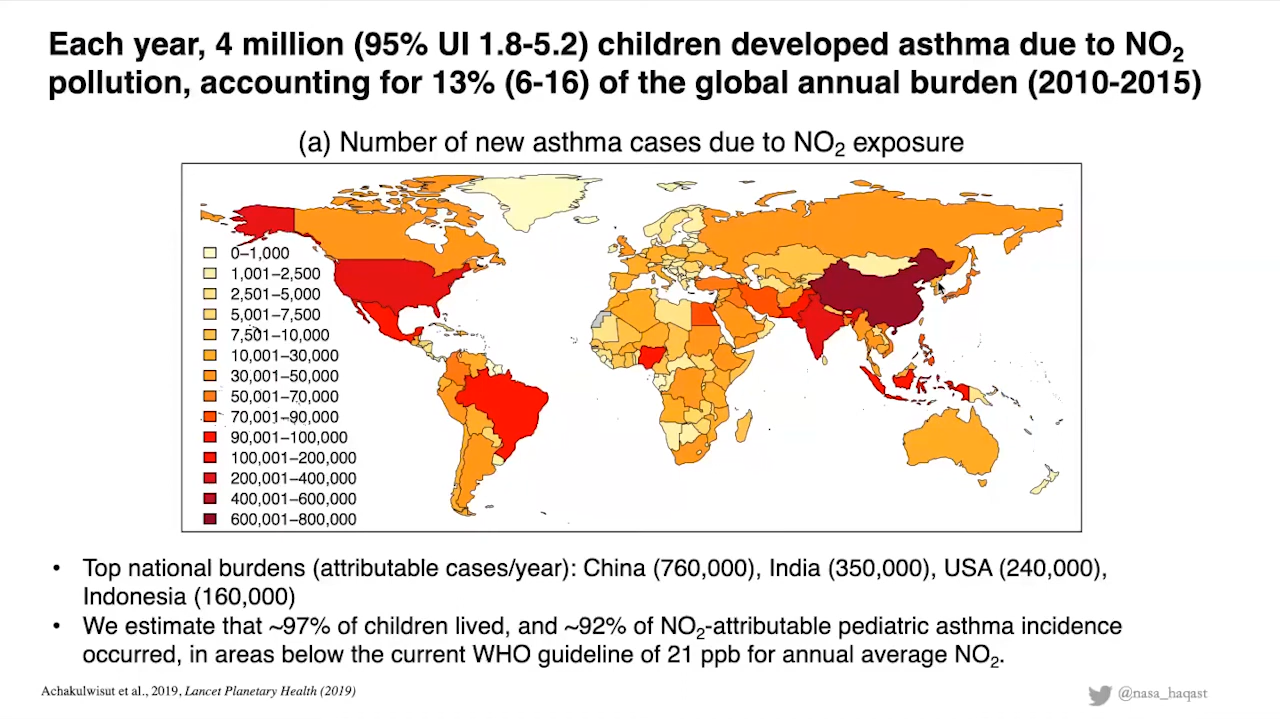 Each year, 4 million (95% UI 1.8-5.2) children developed asthma due to NO₂
pollution, accounting for 13% (6-16) of the global annual burden (2010-2015)
(a) Number of new asthma cases due to NO₂ exposure
0–1,000
1,001–2,500
2,501–5,000
5,001–7,500
7,501–10,000
10,001–30,000
30,001–50,000
50,001–70,000
70,001–90,000
90,001–100,000
100,001–200,000
200,001–400,000
400,001–600,000
600,001–800,000
• Top national burdens (attributable cases/year): China (760,000), India (350,000), USA (240,000),
Indonesia (160,000)
• We estimate that ~97% of children lived, and ~92% of NO₂-attributable pediatric asthma incidence
occurred, in areas below the current WHO guideline of 21 ppb for annual average NO₂.
Achakulwisut et al., 2019, Lancet Planetary Health (2019)
@nasa_haqast